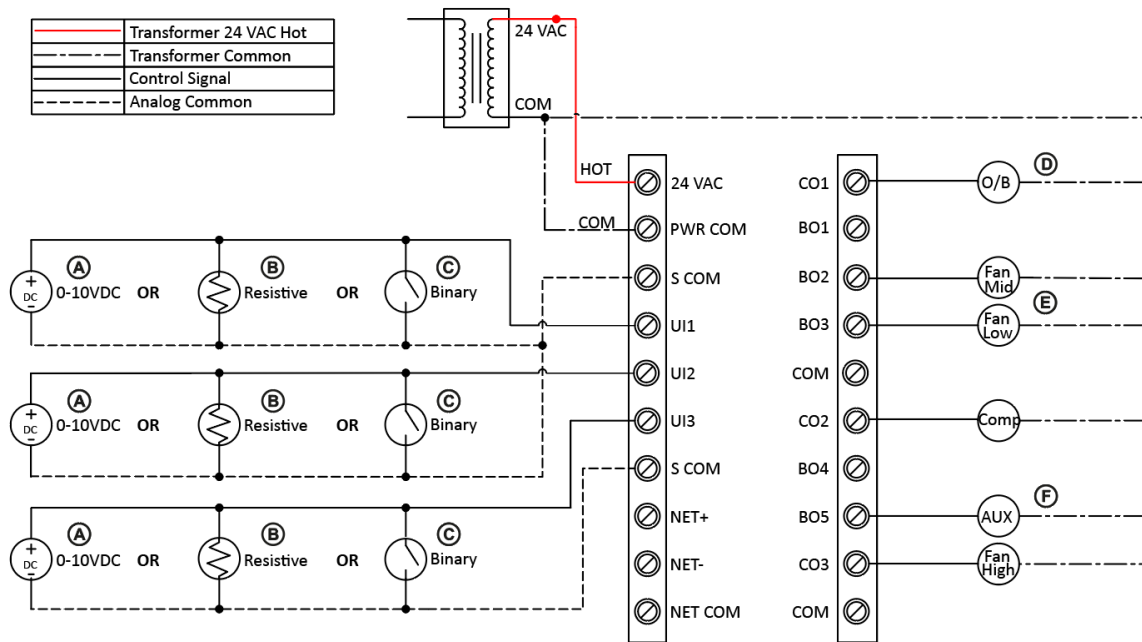 Transformer 24 VAC Hot
Transformer Common
Control Signal
Analog Common
24 VAC
COM
HOT
COM
24 VAC
PWR COM
S COM
UI1
UI2
UI3
S COM
NET+
NET-
NET COM
CO1
BO1
BO2
BO3
COM
CO2
BO4
BO5
CO3
COM
D
O/B
Fan
Mid
E
Fan
Low
Comp
F
AUX
Fan
High
A
+
DC
-
0-10VDC OR
B
Resistive OR
C
Binary
A
+
DC
-
0-10VDC OR
B
Resistive OR
C
Binary
A
+
DC
-
0-10VDC OR
B
Resistive OR
C
Binary